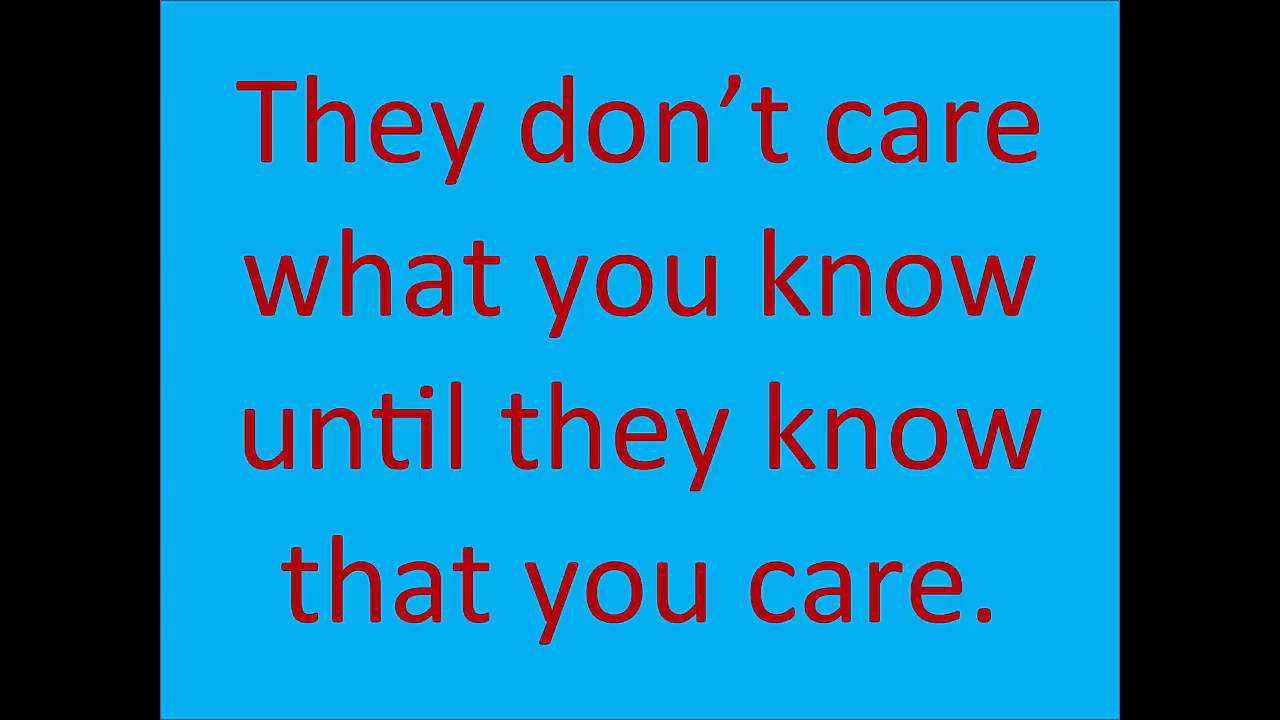 They don’t care
what you know
until they know
that you care.